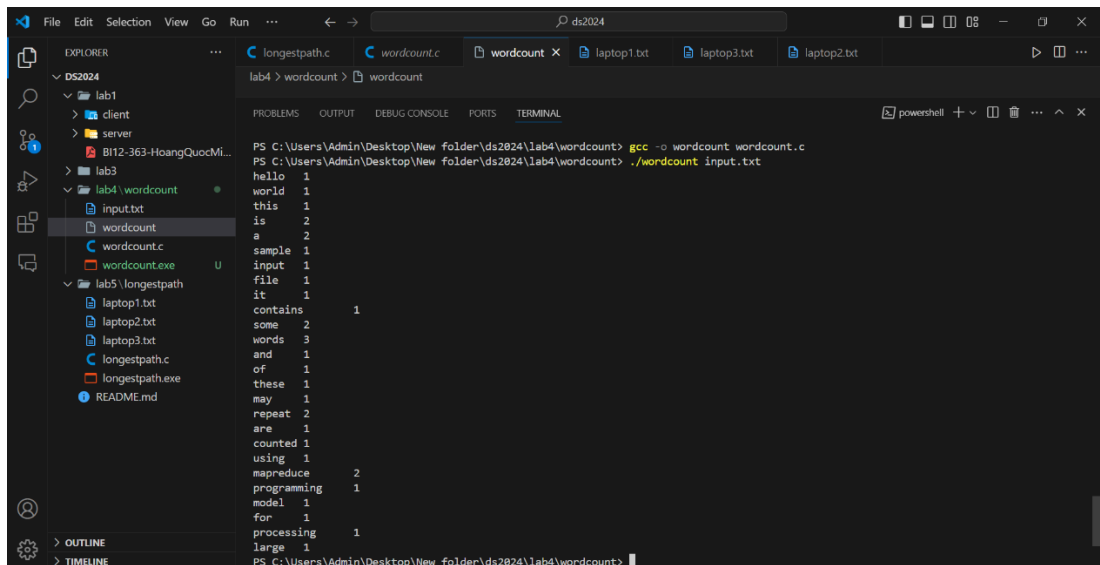 File Edit Selection View Go Run ··· ← → ds2024
EXPLORER ···
DS2024
lab1
client
server
BI12-363-HoangQuocMi...
lab3
lab4\wordcount
input.txt
wordcount
wordcount.c
wordcount.exe U
lab5\longestpath
laptop1.txt
laptop2.txt
laptop3.txt
longestpath.c
longestpath.exe
README.md
OUTLINE
TIMELINE
1
longestpath.c wordcount.c wordcount laptop1.txt laptop3.txt laptop2.txt
lab4 > wordcount > wordcount
PROBLEMS OUTPUT DEBUG CONSOLE PORTS TERMINAL powershell
PS C:\Users\Admin\Desktop\New folder\ds2024\lab4\wordcount> gcc -o wordcount wordcount.c
PS C:\Users\Admin\Desktop\New folder\ds2024\lab4\wordcount> ./wordcount input.txt
hello 1
world 1
this 1
is 2
a 2
sample 1
input 1
file 1
it 1
contains 1
some 2
words 3
and 1
of 1
these 1
may 1
repeat 2
are 1
counted 1
using 1
mapreduce 2
programming 1
model 1
for 1
processing 1
large 1
PS C:\Users\Admin\Desktop\New folder\ds2024\lab4\wordcount>